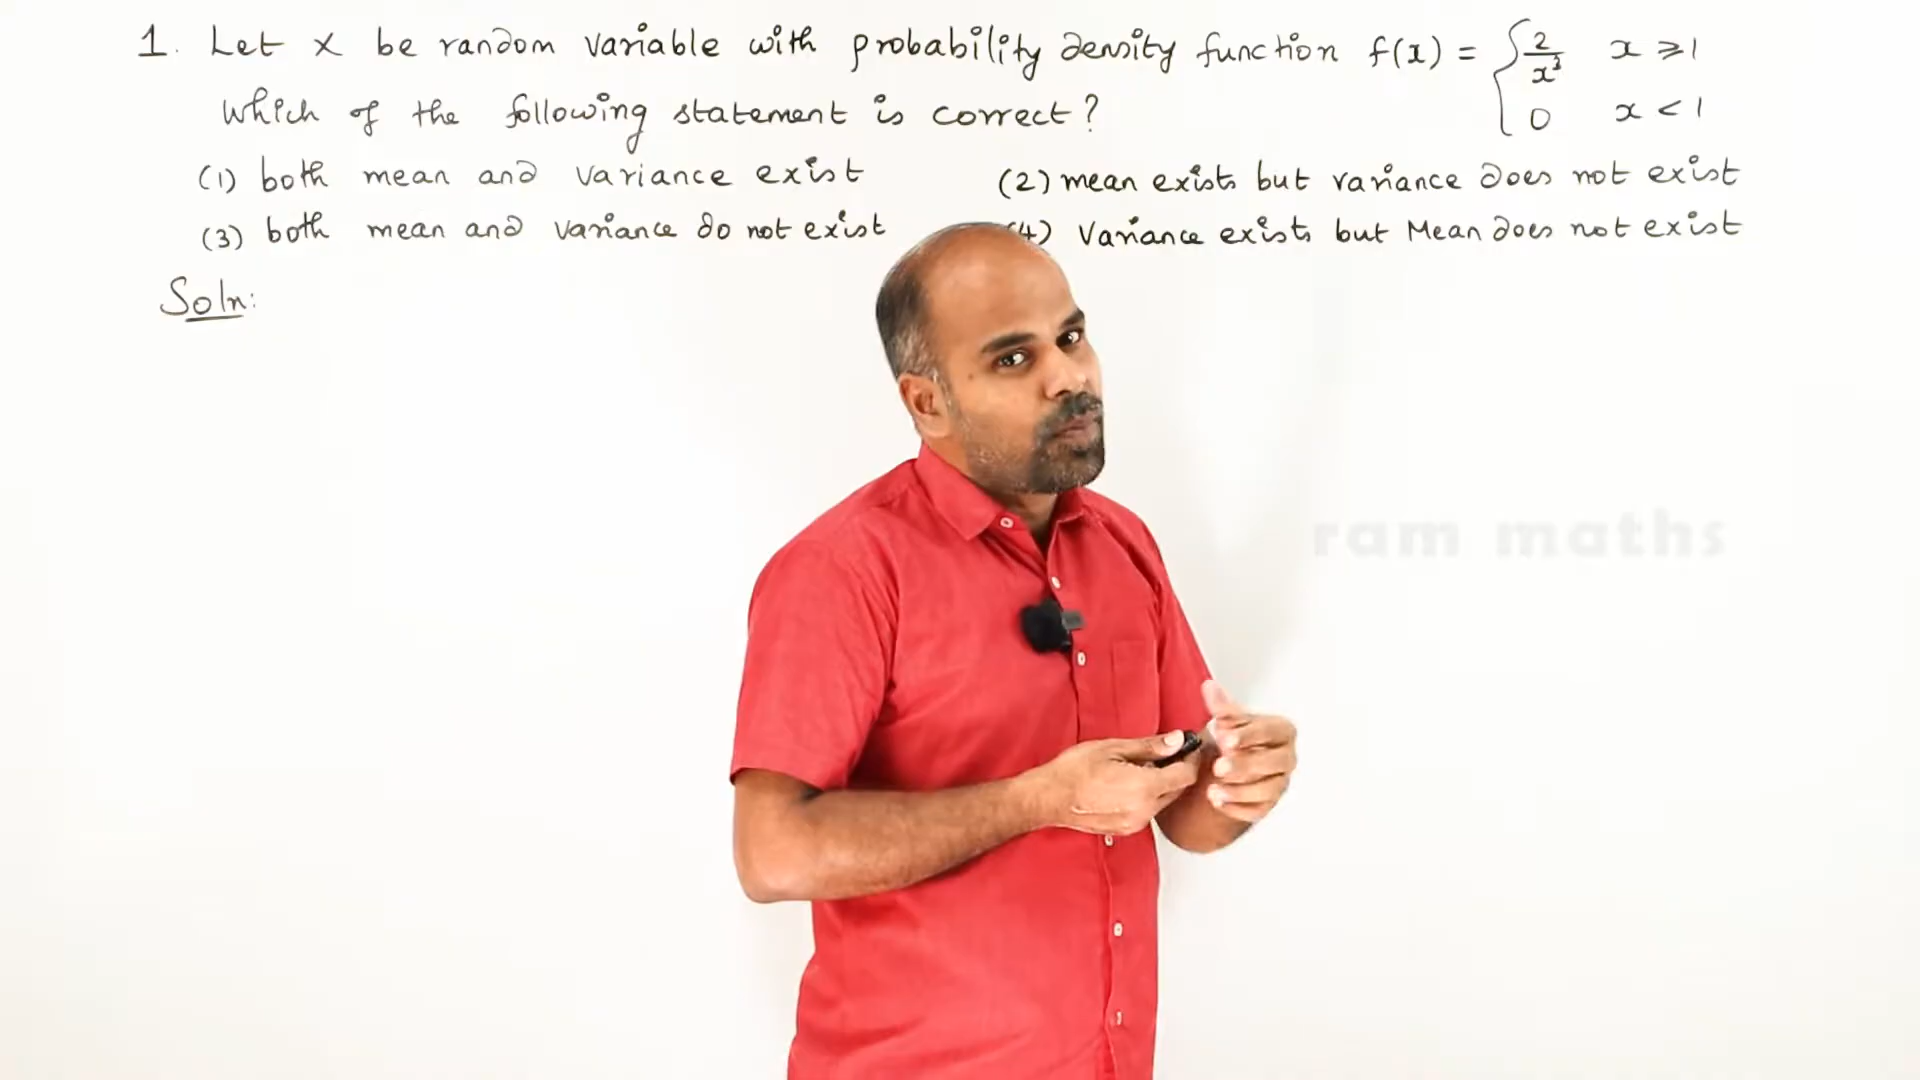 1. Let X be random variable with probability density function f(x) = { 2/x³ x ≥ 1
0 x < 1
Which of the following statement is correct?
(1) both mean and variance exist (2) mean exists but variance does not exist
(3) both mean and variance do not exist (4) Variance exists but Mean does not exist
Soln:
ram maths